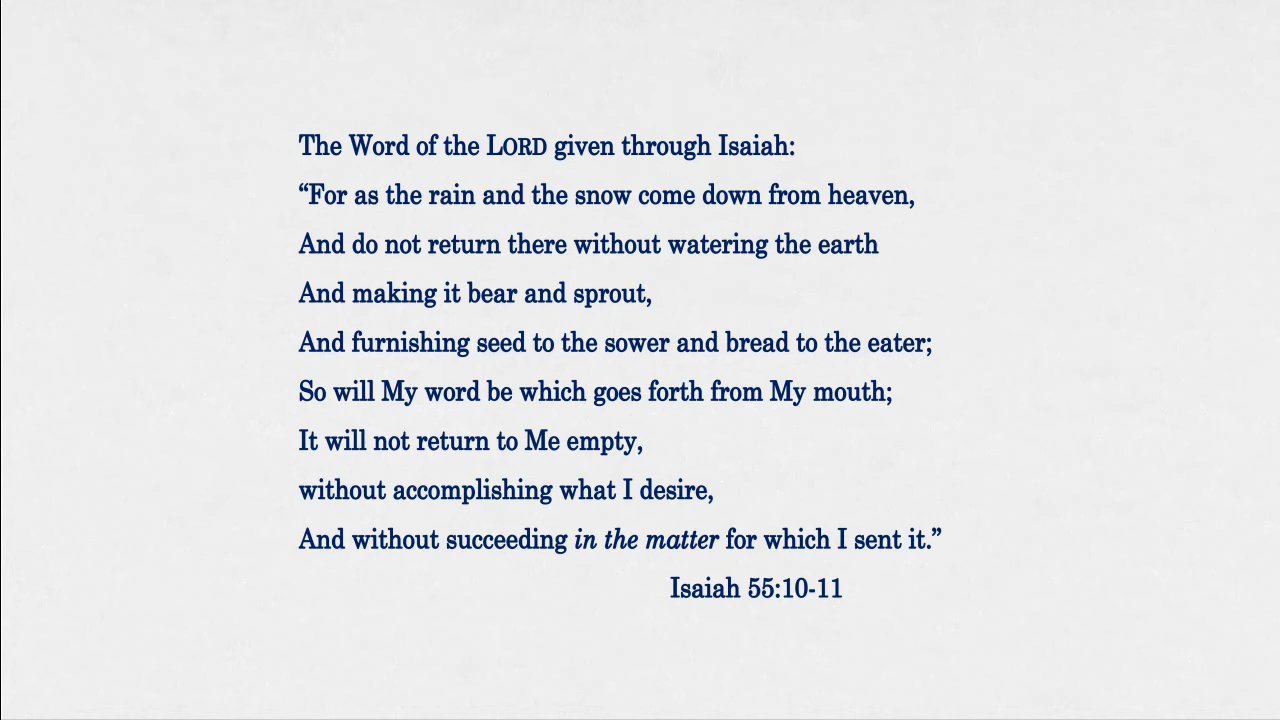 The Word of the LORD given through Isaiah:
“For as the rain and the snow come down from heaven,
And do not return there without watering the earth
And making it bear and sprout,
And furnishing seed to the sower and bread to the eater;
So will My word be which goes forth from My mouth;
It will not return to Me empty,
without accomplishing what I desire,
And without succeeding in the matter for which I sent it.”
Isaiah 55:10-11